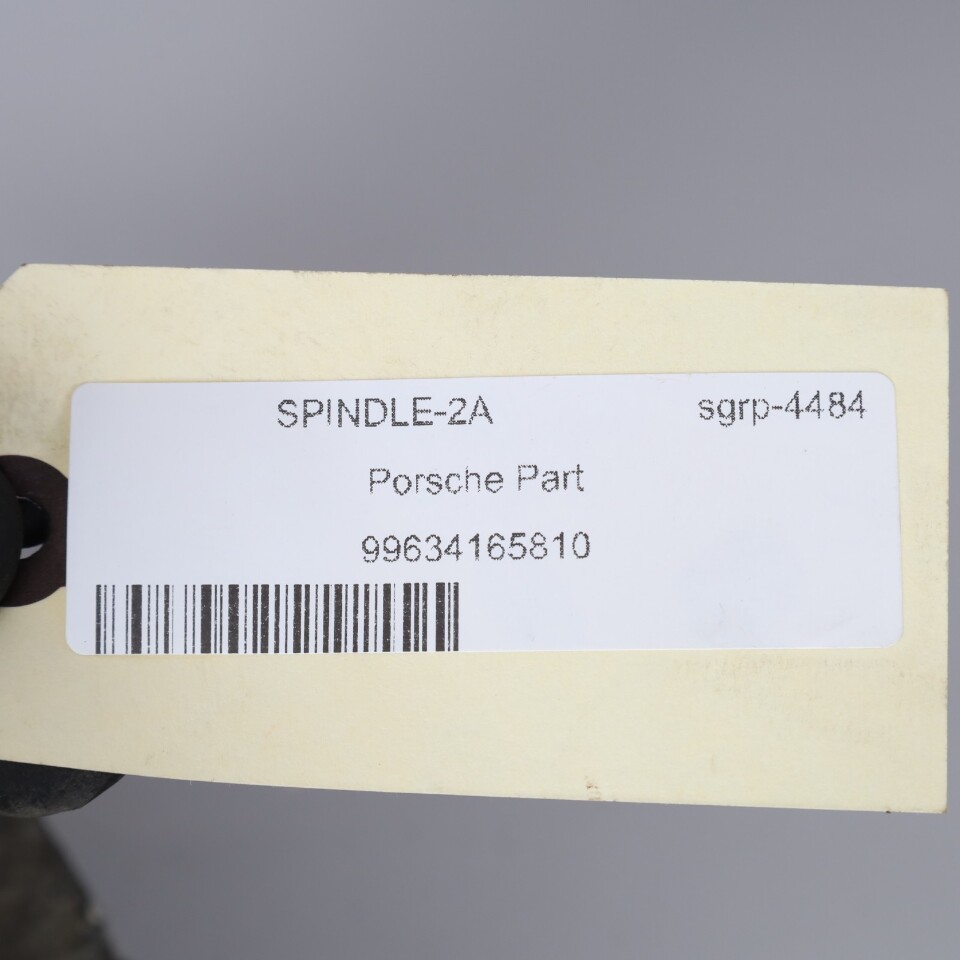 SPINDLE-2A sgrp-4484
Porsche Part
99634165810